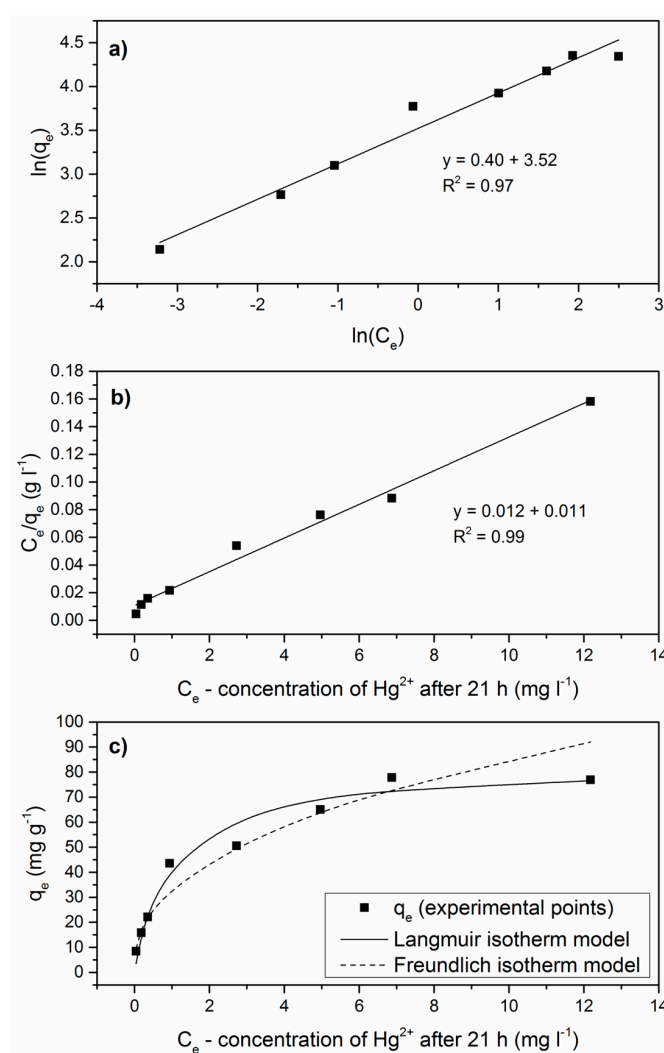 a)
4.5
4.0
3.5
3.0
2.5
2.0
ln(qₑ)
y = 0.40 + 3.52
R² = 0.97
-4 -3 -2 -1 0 1 2 3
ln(Cₑ)
b)
0.18
0.16
0.14
0.12
0.10
0.08
0.06
0.04
0.02
0.00
Cₑ/qₑ (g l⁻¹)
y = 0.012 + 0.011
R² = 0.99
0 2 4 6 8 10 12 14
Cₑ - concentration of Hg²⁺ after 21 h (mg l⁻¹)
c)
100
90
80
70
60
50
40
30
20
10
0
qₑ (mg g⁻¹)
qₑ (experimental points)
Langmuir isotherm model
Freundlich isotherm model
0 2 4 6 8 10 12 14
Cₑ - concentration of Hg²⁺ after 21 h (mg l⁻¹)